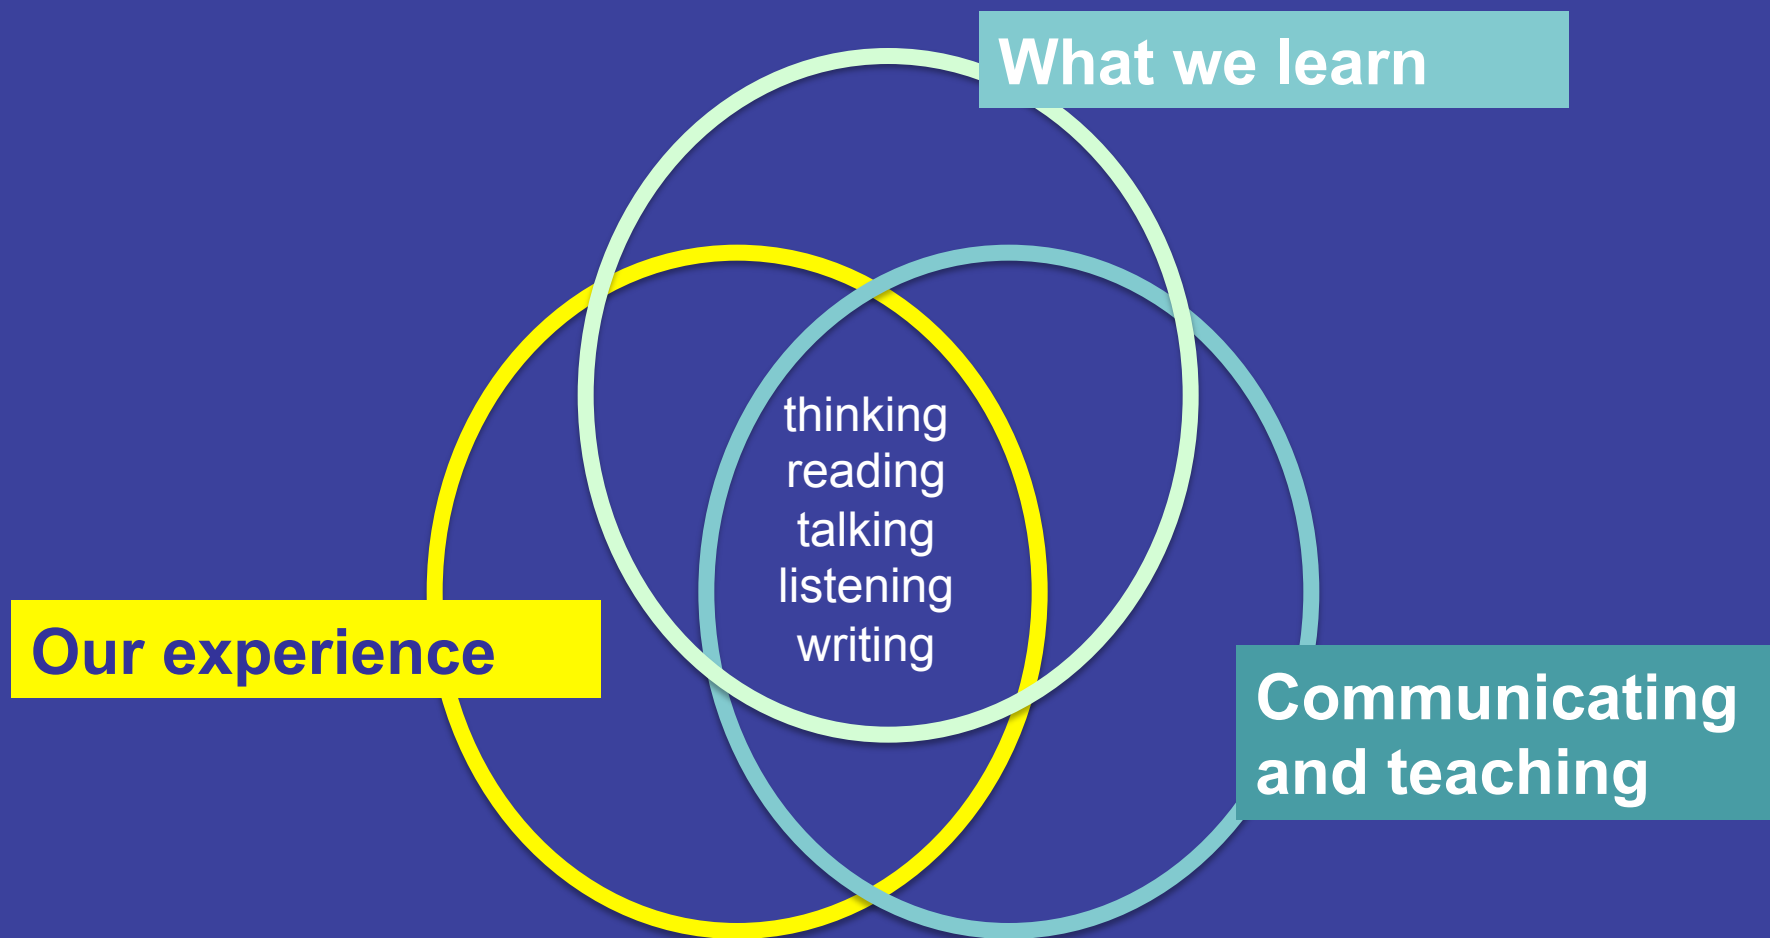 What we learn
thinking
reading
talking
listening
writing
Our experience
Communicating
and teaching